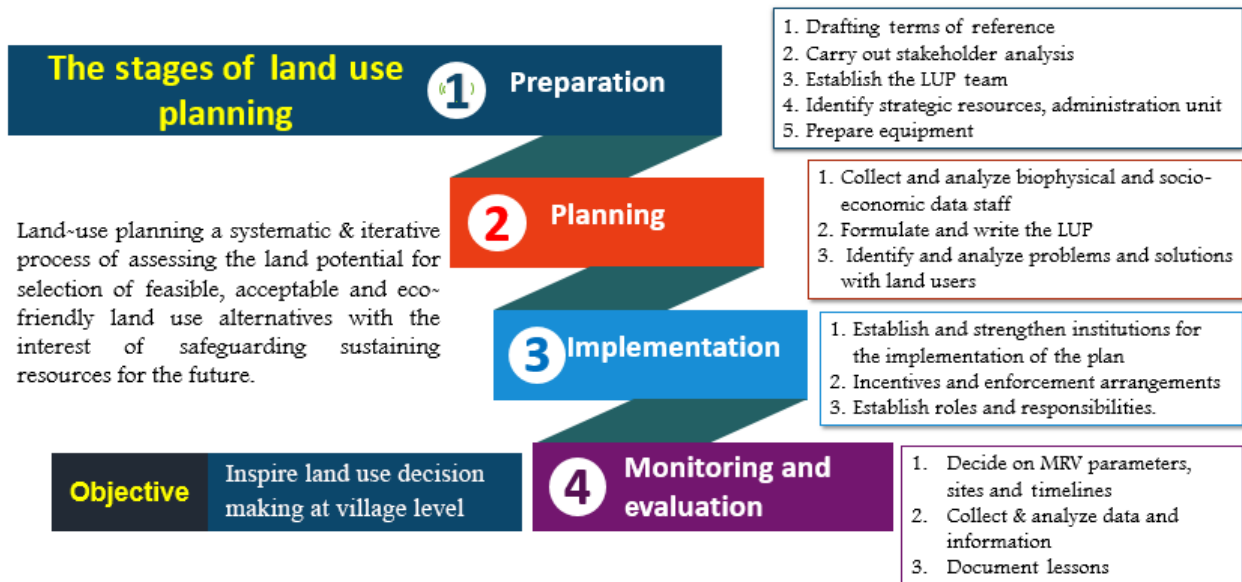 The stages of land use
planning
1
Preparation
1. Drafting terms of reference
2. Carry out stakeholder analysis
3. Establish the LUP team
4. Identify strategic resources, administration unit
5. Prepare equipment
2
Planning
1. Collect and analyze biophysical and socio-
economic data staff
2. Formulate and write the LUP
3. Identify and analyze problems and solutions
with land users
Land-use planning a systematic & iterative
process of assessing the land potential for
selection of feasible, acceptable and eco-
friendly land use alternatives with the
interest of safeguarding sustaining
resources for the future.
3
Implementation
1. Establish and strengthen institutions for
the implementation of the plan
2. Incentives and enforcement arrangements
3. Establish roles and responsibilities.
Objective
Inspire land use decision
making at village level
4
Monitoring and
evaluation
1. Decide on MRV parameters,
sites and timelines
2. Collect & analyze data and
information
3. Document lessons